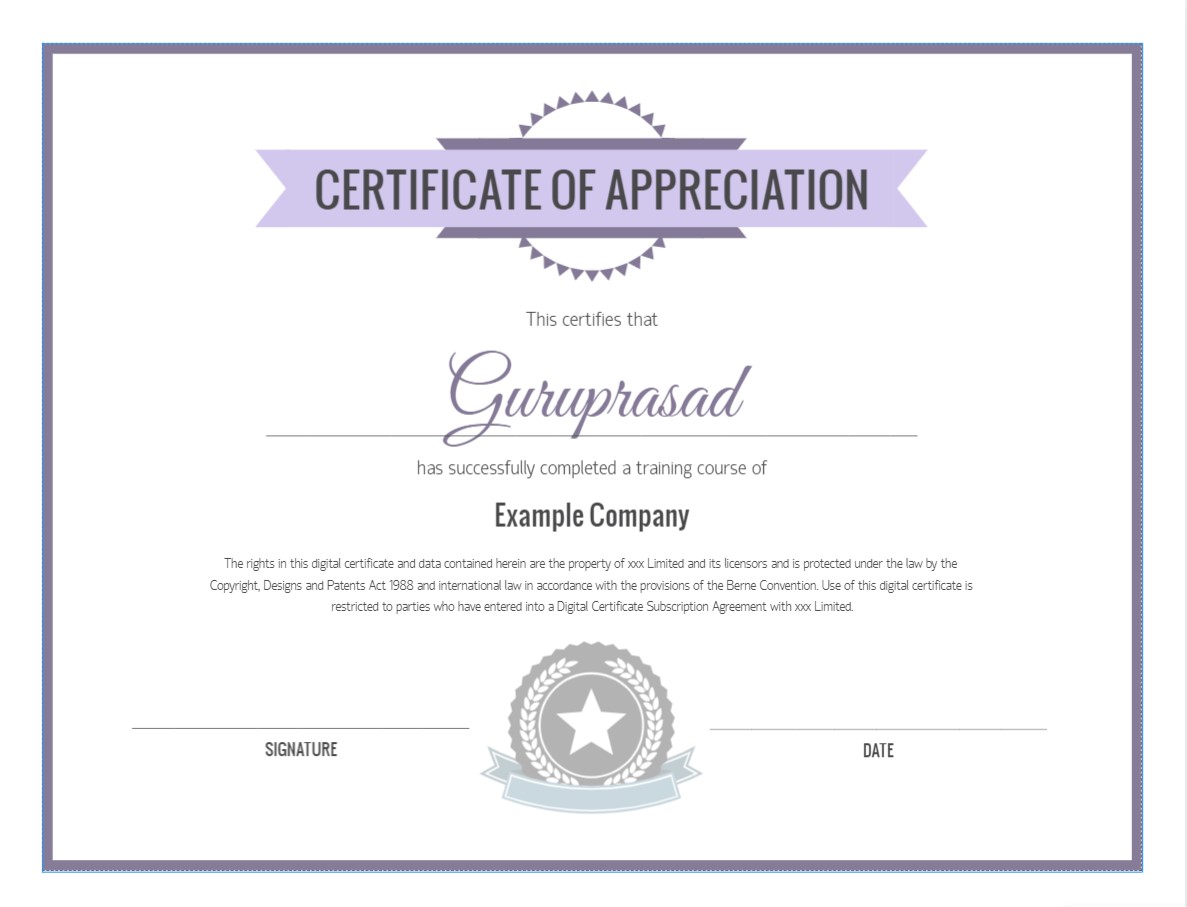 CERTIFICATE OF APPRECIATION
This certifies that
Guruprasad
has successfully completed a training course of
Example Company
The rights in this digital certificate and data contained herein are the property of xxx Limited and its licensors and is protected under the law by the
Copyright, Designs and Patents Act 1988 and international law in accordance with the provisions of the Berne Convention. Use of this digital certificate is
restricted to parties who have entered into a Digital Certificate Subscription Agreement with xxx Limited.
SIGNATURE
DATE